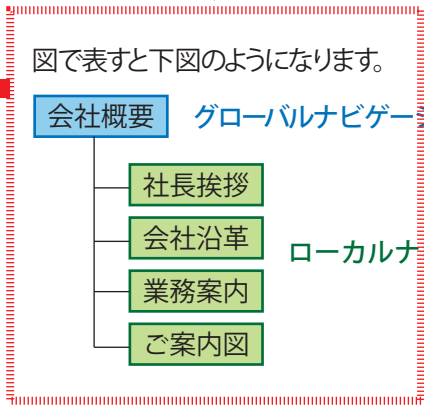 図で表すと下図のようになります。
会社概要 グローバルナビゲー
社長挨拶
会社沿革
ローカルナ
業務案内
ご案内図